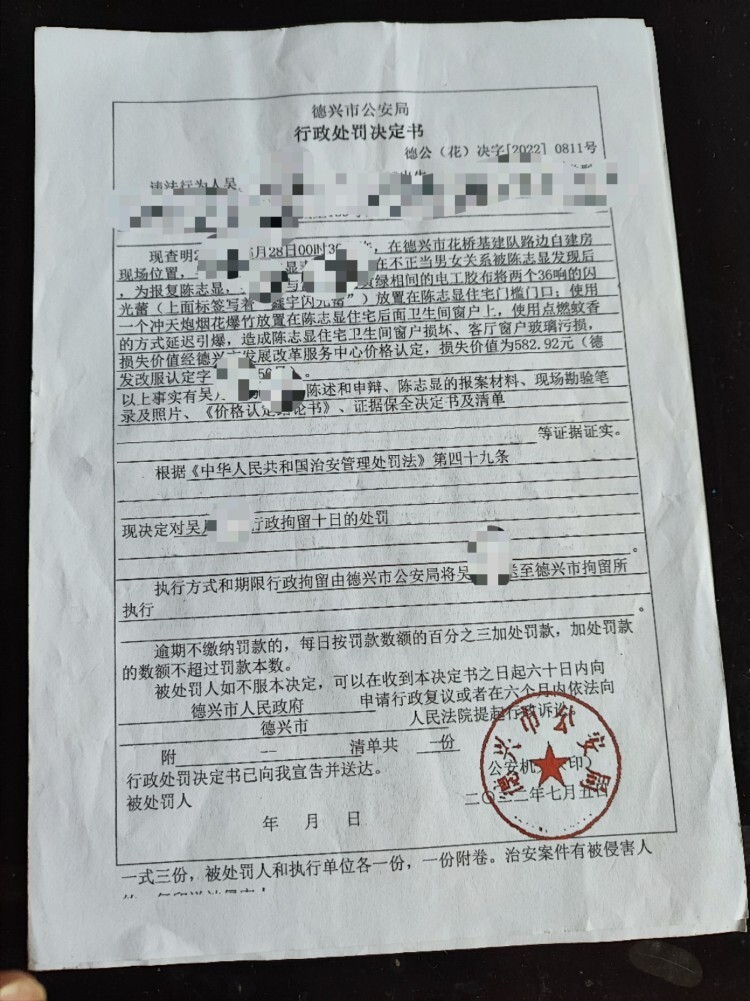 德兴市公安局
行政处罚决定书
德公（花）决字[2022] 0811号
违法行为人吴
现查明2 月28日00时30 ，在德兴市花桥基建队路边自建房
现场位置， 显 在不正当男女关系被陈志显发现后
，为报复陈志显， 与 绿相间的电工胶布将两个36响的闪
光蕾（上面标签写着“鑫宇闪光蕾”）放置在陈志显住宅门槛门口；使用
一个冲天炮烟花爆竹放置在陈志显住宅后面卫生间窗户上，使用点燃蚊香
的方式延迟引爆，造成陈志显住宅卫生间窗户损坏、客厅窗户玻璃污损，
损失价值经德兴市发展改革服务中心价格认定，损失价值为582.92元（德
发改服认定字 。
以上事实有吴 陈述和申辩、陈志显的报案材料、现场勘验笔
录及照片、《价格认定结论书》、证据保全决定书及清单
等证据证实。
根据《中华人民共和国治安管理处罚法》第四十九条
现决定对吴 行政拘留十日的处罚
。
执行方式和期限行政拘留由德兴市公安局将吴 送至德兴市拘留所
执行 。
逾期不缴纳罚款的，每日按罚款数额的百分之三加处罚款，加处罚款
的数额不超过罚款本数。
被处罚人如不服本决定，可以在收到本决定书之日起六十日内向
德兴市人民政府 申请行政复议或者在六个月内依法向
德兴市 人民法院提起行政诉讼。
附 一 清单共 一 份
行政处罚决定书已向我宣告并送达。 公安机关（印）
被处罚人 二〇二二年七月五日
年 月 日
德兴市公安局
一式三份，被处罚人和执行单位各一份，一份附卷。治安案件有被侵害人